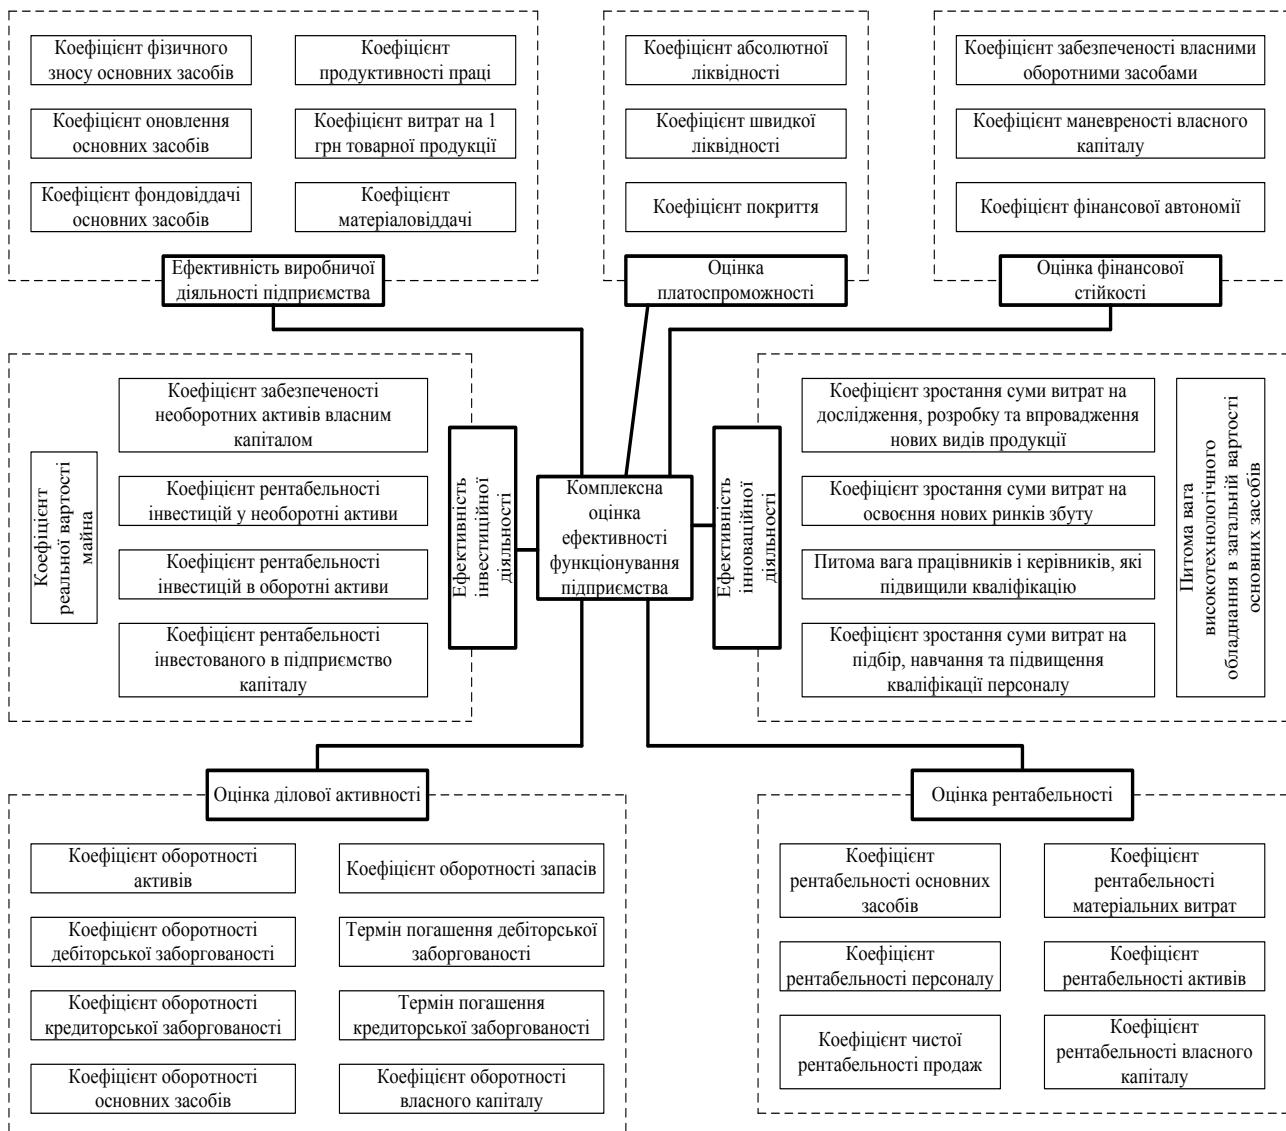 Коефіцієнт фізичного
зносу основних засобів
Коефіцієнт
продуктивності праці
Коефіцієнт оновлення
основних засобів
Коефіцієнт витрат на 1
грн товарної продукції
Коефіцієнт фондовіддачі
основних засобів
Коефіцієнт
матеріаловіддачі
Ефективність виробничої
діяльності підприємства
Коефіцієнт абсолютної
ліквідності
Коефіцієнт швидкої
ліквідності
Коефіцієнт покриття
Оцінка
платоспроможності
Коефіцієнт забезпеченості власними
оборотними засобами
Коефіцієнт маневреності власного
капіталу
Коефіцієнт фінансової автономії
Оцінка фінансової
стійкості
Коефіцієнт
реальної вартості
майна
Коефіцієнт забезпеченості
необоротних активів власним
капіталом
Коефіцієнт рентабельності
інвестицій у необоротні активи
Коефіцієнт рентабельності
інвестицій в оборотні активи
Коефіцієнт рентабельності
інвестованого в підприємство
капіталу
Ефективність
інвестиційної
діяльності
Комплексна
оцінка
ефективності
функціонування
підприємства
Ефективність
інноваційної
діяльності
Коефіцієнт зростання суми витрат на
дослідження, розробку та впровадження
нових видів продукції
Коефіцієнт зростання суми витрат на
освоєння нових ринків збуту
Питома вага працівників і керівників, які
підвищили кваліфікацію
Коефіцієнт зростання суми витрат на
підбір, навчання та підвищення
кваліфікації персоналу
Питома вага
високотехнологічного
обладнання в загальній вартості
основних засобів
Оцінка ділової активності
Коефіцієнт оборотності
активів
Коефіцієнт оборотності запасів
Коефіцієнт оборотності
дебіторської заборгованості
Термін погашення дебіторської
заборгованості
Коефіцієнт оборотності
кредиторської заборгованості
Термін погашення
кредиторської заборгованості
Коефіцієнт оборотності
основних засобів
Коефіцієнт оборотності
власного капіталу
Оцінка рентабельності
Коефіцієнт
рентабельності основних
засобів
Коефіцієнт
рентабельності
матеріальних витрат
Коефіцієнт
рентабельності персоналу
Коефіцієнт
рентабельності активів
Коефіцієнт чистої
рентабельності продаж
Коефіцієнт
рентабельності власного
капіталу